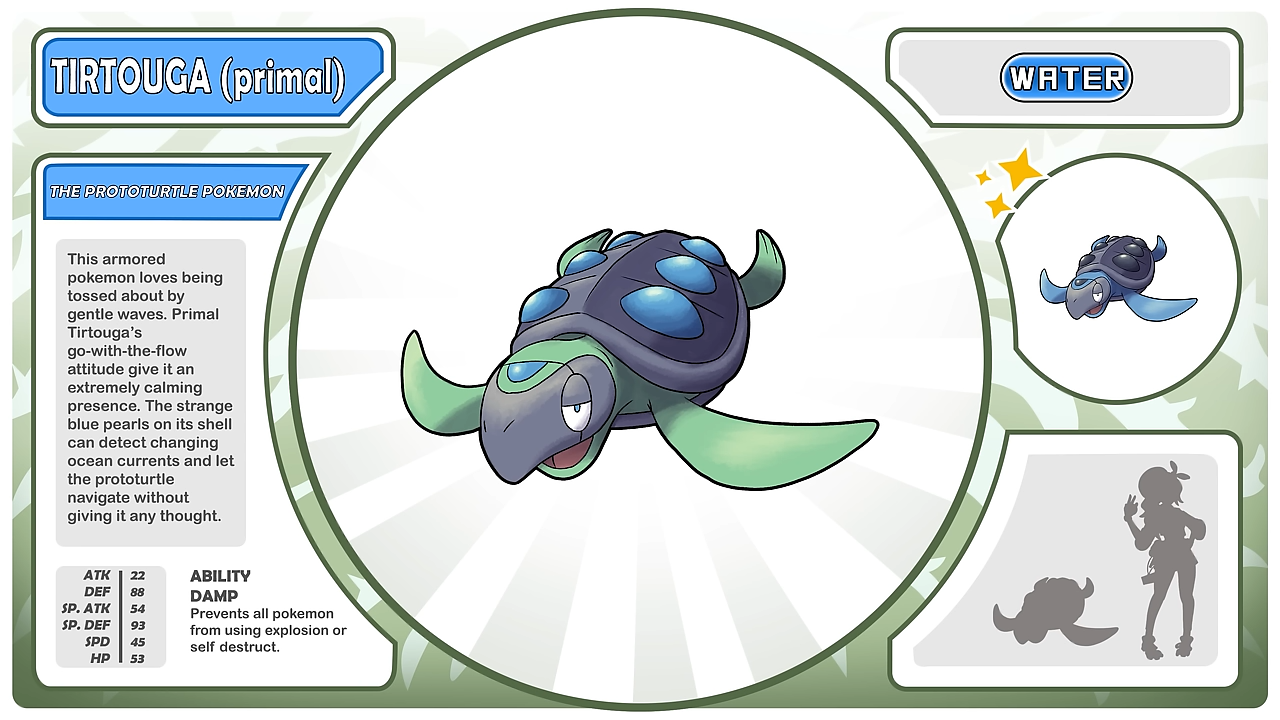 TIRTOUGA (primal)
WATER
THE PROTOTURTLE POKEMON
This armored
pokemon loves being
tossed about by
gentle waves. Primal
Tirtouga's
go-with-the-flow
attitude give it an
extremely calming
presence. The strange
blue pearls on its shell
can detect changing
ocean currents and let
the prototurtle
navigate without
giving it any thought.
ATK 22
DEF 88
SP. ATK 54
SP. DEF 93
SPD 45
HP 53
ABILITY
DAMP
Prevents all pokemon
from using explosion or
self destruct.